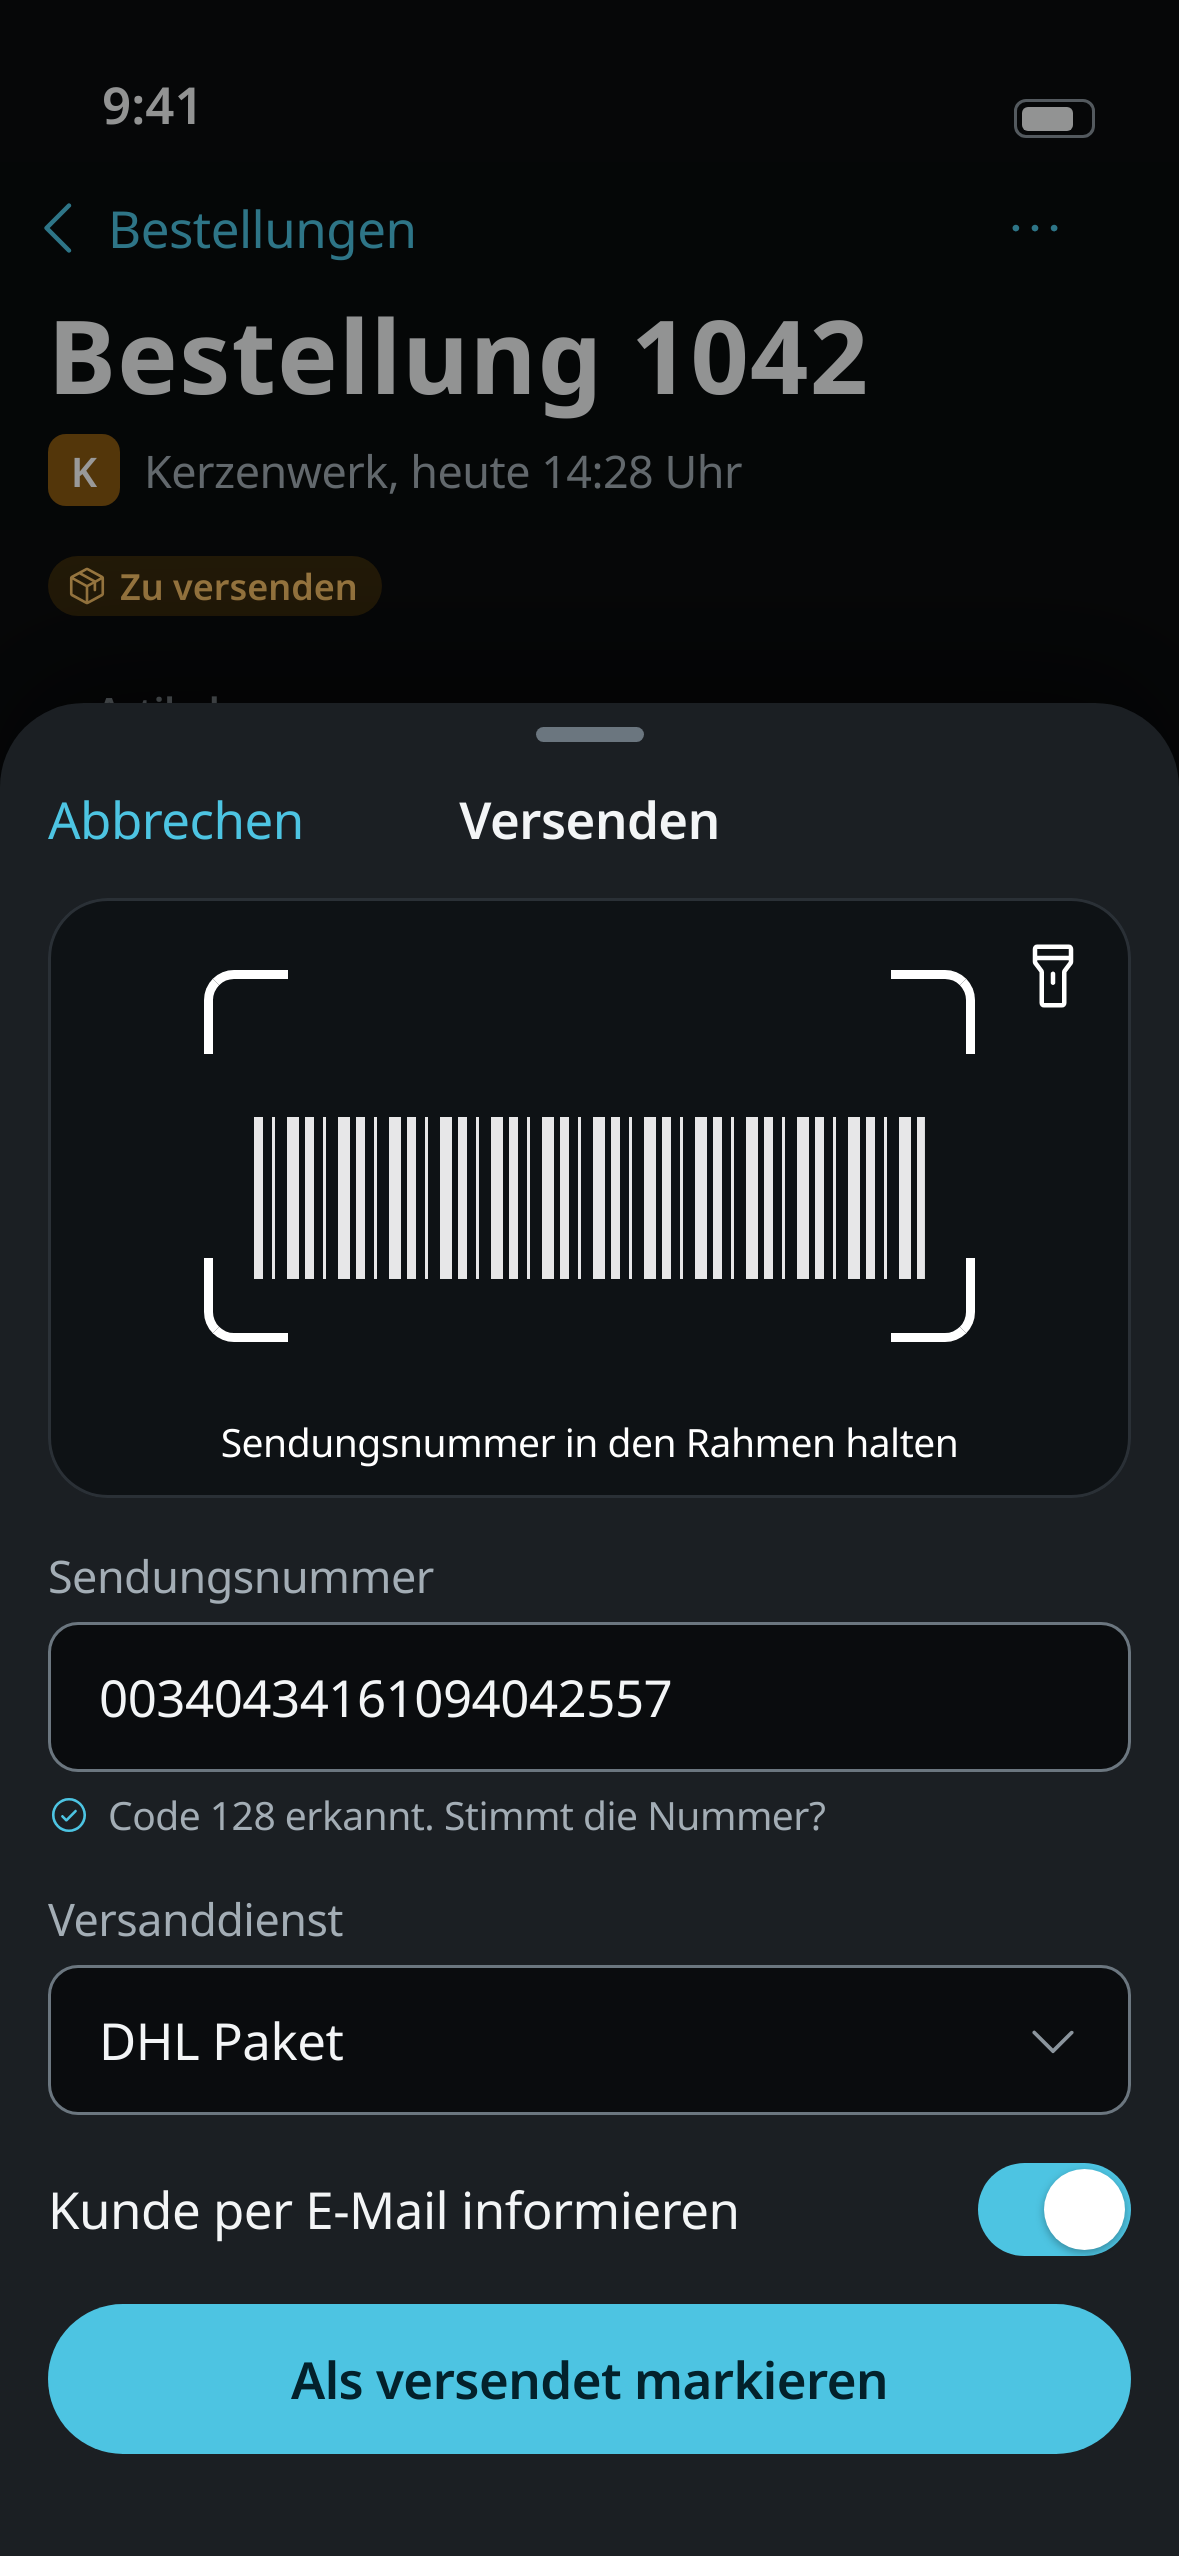 9:41
Bestellungen
Bestellung 1042
K
Kerzenwerk, heute 14:28 Uhr
Zu versenden
Abbrechen
Versenden
Sendungsnummer in den Rahmen halten
Sendungsnummer
00340434161094042557
Code 128 erkannt. Stimmt die Nummer?
Versanddienst
DHL Paket
Kunde per E-Mail informieren
Als versendet markieren